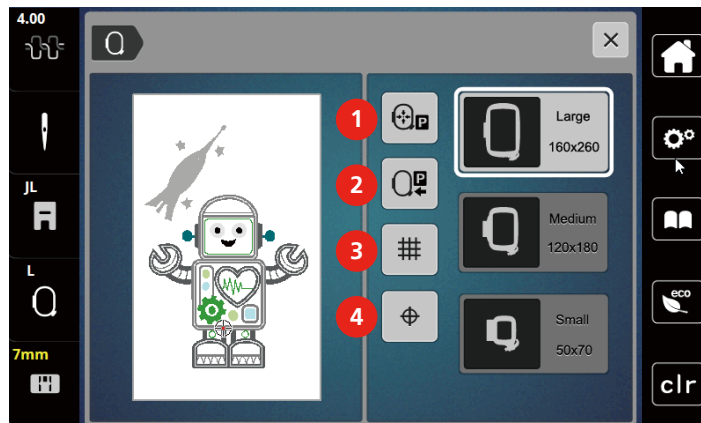 4.00
JL
L
7mm
1
P
2
P
3
4
Large
160x260
Medium
120x180
Small
50x70
eco
clr